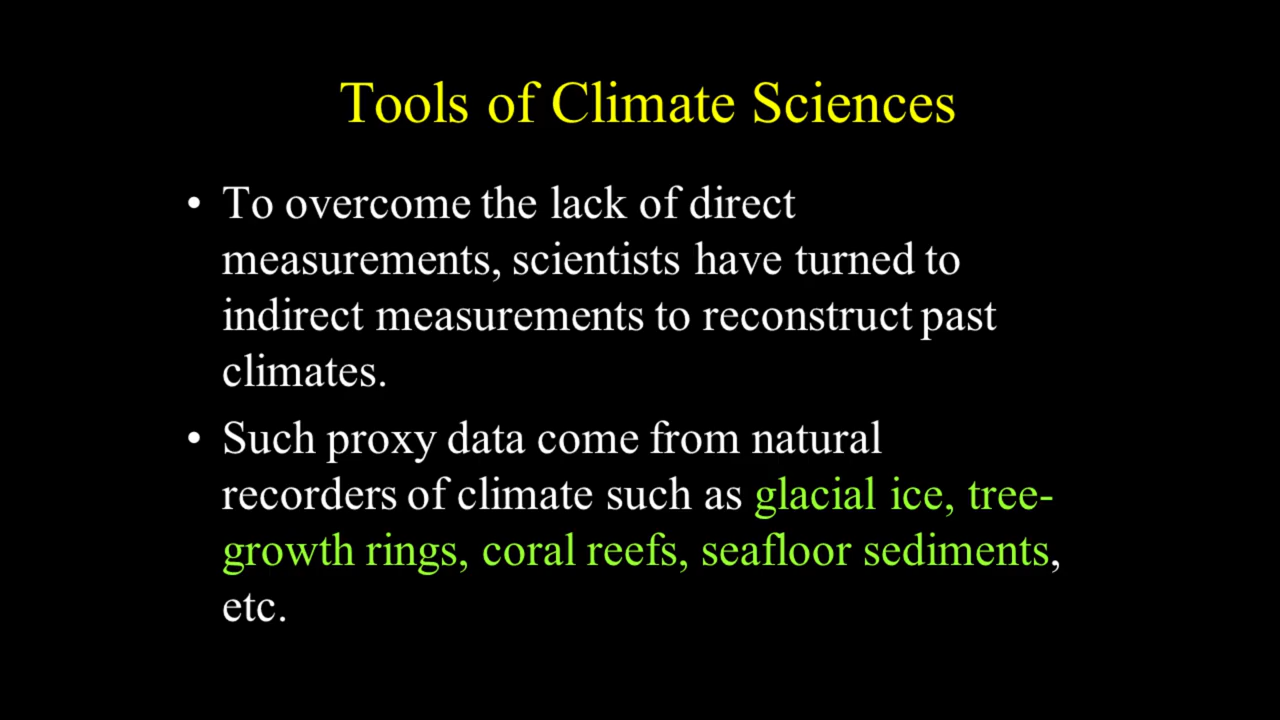 Tools of Climate Sciences
• To overcome the lack of direct
measurements, scientists have turned to
indirect measurements to reconstruct past
climates.
• Such proxy data come from natural
recorders of climate such as glacial ice, tree-
growth rings, coral reefs, seafloor sediments,
etc.